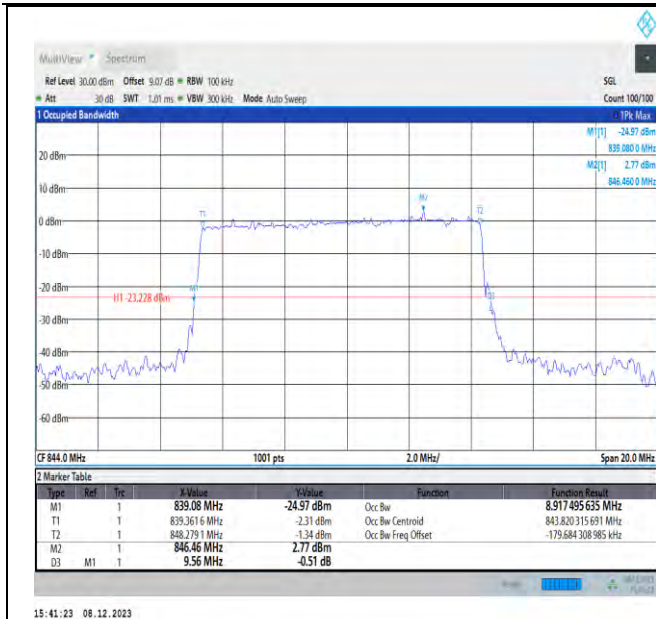 MultiView Spectrum
Ref Level 30.00 dBm Offset 9.07 dB RBW 100 kHz SGL
Att 30 dB SWT 1.01 ms VBW 300 kHz Mode Auto Sweep Count 100/100
1 Occupied Bandwidth 1Pk Max
M1[1] -24.97 dBm
839.080 0 MHz
M2[1] 2.77 dBm
846.460 0 MHz
20 dBm
10 dBm
M2
T1 T2
0 dBm
-10 dBm
-20 dBm
M1 D3
H1 -23.228 dBm
-30 dBm
-40 dBm
-50 dBm
-60 dBm
CF 844.0 MHz 1001 pts 2.0 MHz/ Span 20.0 MHz
2 Marker Table
Type Ref Trc X-Value Y-Value Function Function Result
M1 1 839.08 MHz -24.97 dBm Occ Bw 8.917 495 635 MHz
T1 1 839.361 6 MHz -2.31 dBm Occ Bw Centroid 843.820 315 691 MHz
T2 1 848.279 1 MHz -1.34 dBm Occ Bw Freq Offset -179.684 308 985 kHz
M2 1 846.46 MHz 2.77 dBm
D3 M1 1 9.56 MHz -0.51 dB
15:41:23 08.12.2023